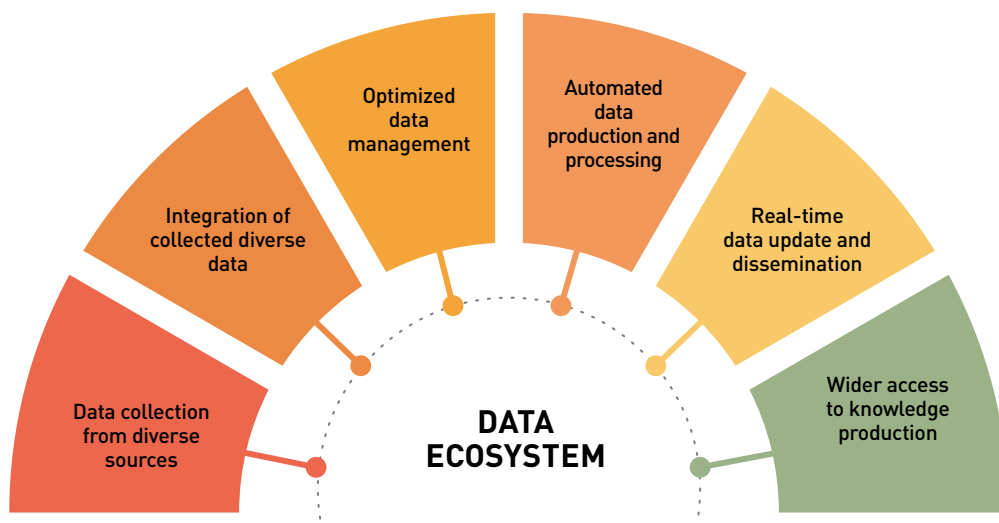 Data collection
from diverse
sources
Integration of
collected diverse
data
Optimized
data
management
Automated
data
production and
processing
Real-time
data update and
dissemination
Wider access
to knowledge
production
DATA
ECOSYSTEM